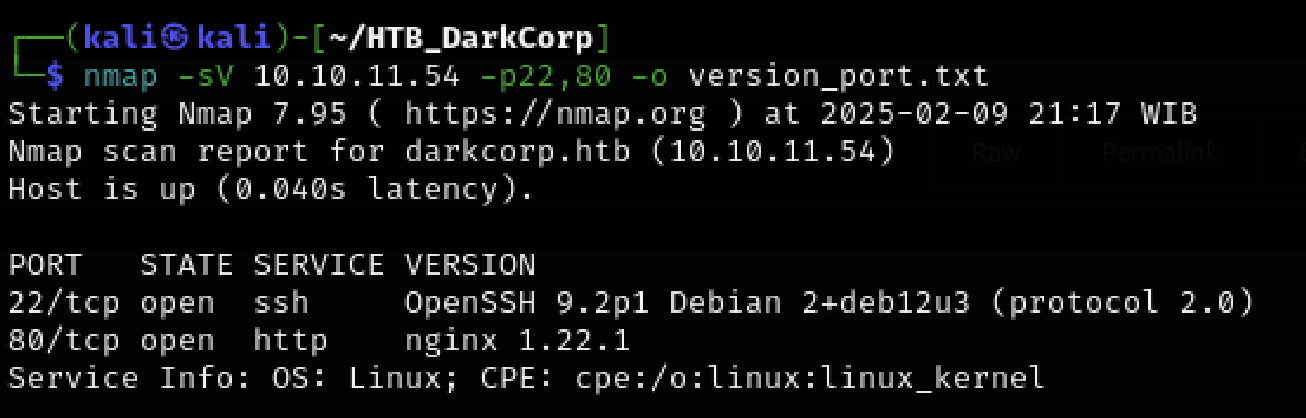 ┌──(kali㉿kali)-[~/HTB_DarkCorp]
└─$ nmap -sV 10.10.11.54 -p22,80 -o version_port.txt
Starting Nmap 7.95 ( https://nmap.org ) at 2025-02-09 21:17 WIB
Nmap scan report for darkcorp.htb (10.10.11.54)
Raw Permalink
Host is up (0.040s latency).
PORT   STATE SERVICE VERSION
22/tcp open  ssh     OpenSSH 9.2p1 Debian 2+deb12u3 (protocol 2.0)
80/tcp open  http    nginx 1.22.1
Service Info: OS: Linux; CPE: cpe:/o:linux:linux_kernel